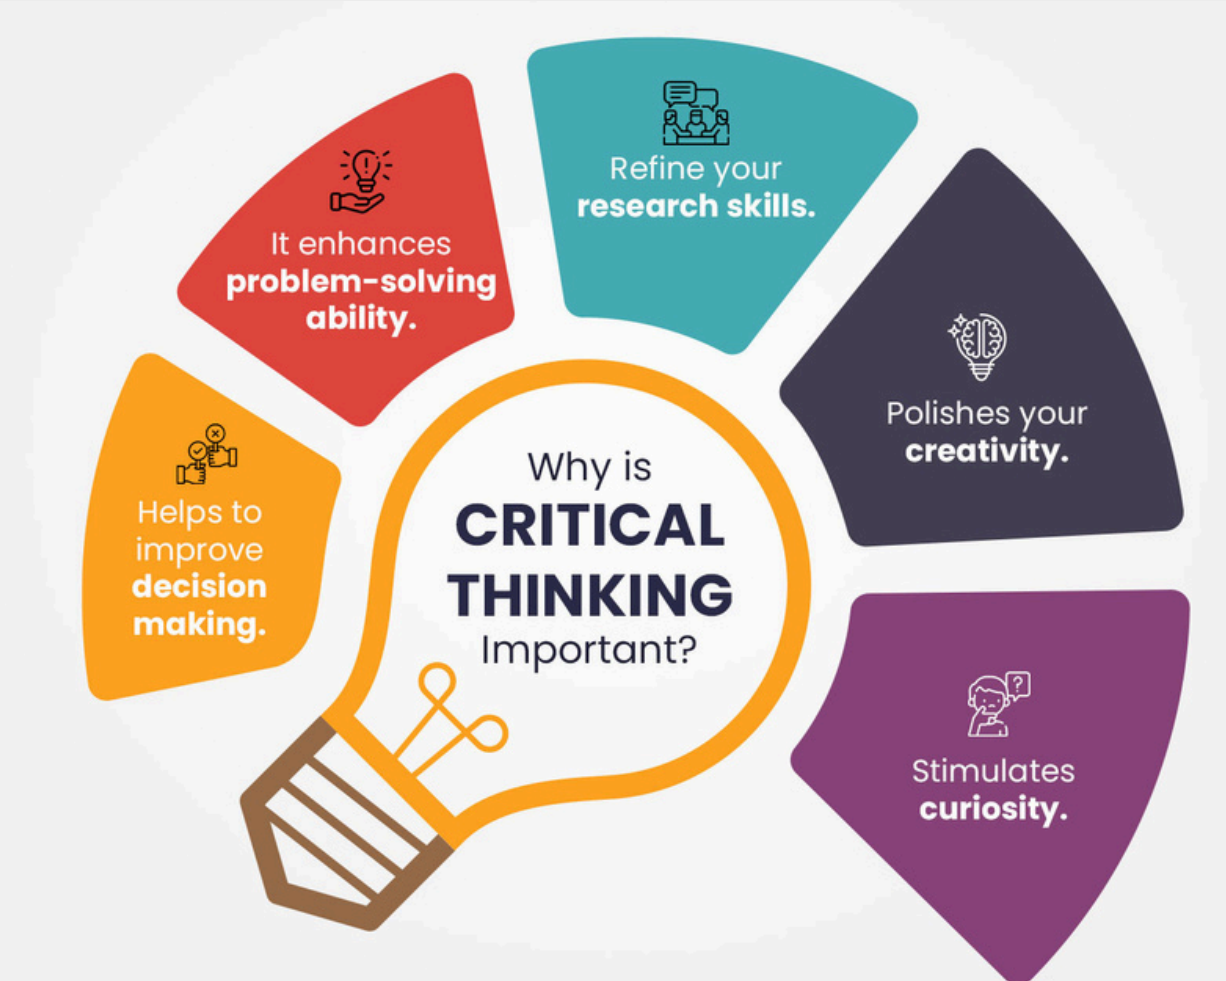 Why is
CRITICAL
THINKING
Important?
Helps to
improve
decision
making.
It enhances
problem-solving
ability.
Refine your
research skills.
Polishes your
creativity.
Stimulates
curiosity.
?